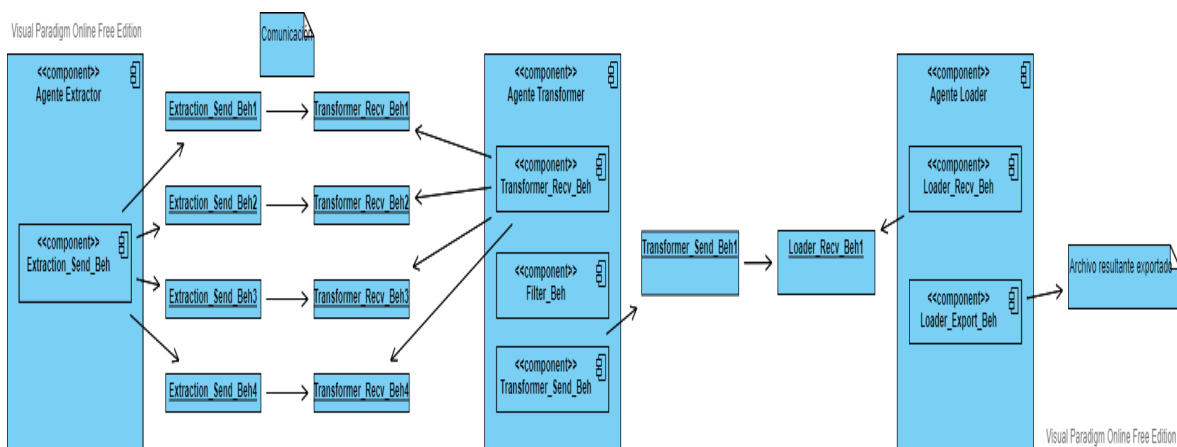 Visual Paradigm Online Free Edition
Comunicación
<<component>>
Agente Extractor
<<component>>
Extraction_Send_Beh
Extraction_Send_Beh1
Transformer_Recv_Beh1
Extraction_Send_Beh2
Transformer_Recv_Beh2
Extraction_Send_Beh3
Transformer_Recv_Beh3
Extraction_Send_Beh4
Transformer_Recv_Beh4
<<component>>
Agente Transformer
<<component>>
Transformer_Recv_Beh
<<component>>
Filter_Beh
<<component>>
Transformer_Send_Beh
Transformer_Send_Beh1
Loader_Recv_Beh1
<<component>>
Agente Loader
<<component>>
Loader_Recv_Beh
<<component>>
Loader_Export_Beh
Archivo resultante exportado
Visual Paradigm Online Free Edition